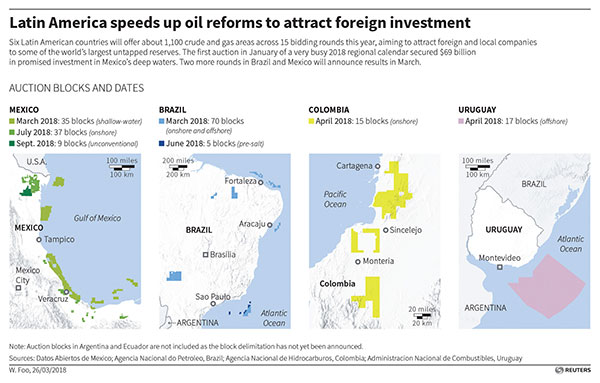 Latin America speeds up oil reforms to attract foreign investment
Six Latin American countries will offer about 1,100 crude and gas areas across 15 bidding rounds this year, aiming to attract foreign and local companies
to some of the world's largest untapped reserves. The first auction in January of a very busy 2018 regional calendar secured $69 billion
in promised investment in Mexico's deep waters. Two more rounds in Brazil and Mexico will announce results in March.
AUCTION BLOCKS AND DATES
MEXICO
March 2018: 35 blocks (shallow-water)
July 2018: 37 blocks (onshore)
Sept. 2018: 9 blocks (unconventional)
U.S.A.
100 miles
100 km
Gulf of Mexico
MEXICO
Tampico
Mexico
City
Veracruz
BRAZIL
March 2018: 70 blocks
(onshore and offshore)
June 2018: 5 blocks (pre-salt)
200 miles
200 km
Fortaleza
Aracaju
BRAZIL
Brasília
Sao Paulo
Atlantic
Ocean
ARGENTINA
COLOMBIA
April 2018: 15 blocks (onshore)
Cartagena
Pacific
Ocean
Sincelejo
Montería
Colombia
20 miles
20 km
URUGUAY
April 2018: 17 blocks (offshore)
100 miles
100 km
BRAZIL
URUGUAY
Atlantic
Ocean
Montevideo
ARGENTINA
Note: Auction blocks in Argentina and Ecuador are not included as the block delimitation has not yet been announced.
Sources: Datos Abiertos de Mexico; Agencia Nacional do Petroleo, Brazil; Agencia Nacional de Hidrocarburos, Colombia; Administracion Nacional de Combustibles, Uruguay
W. Foo, 26/03/2018
REUTERS